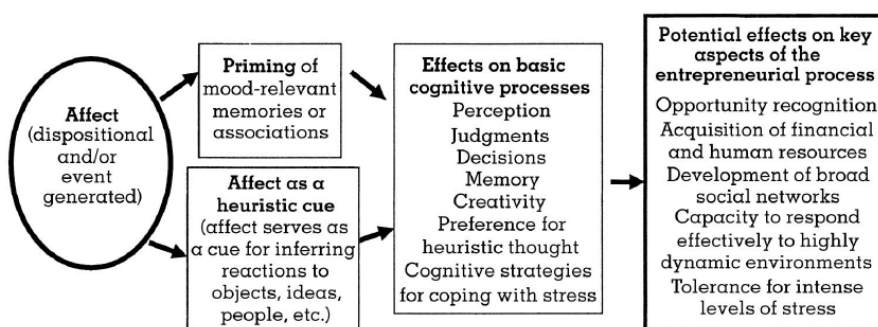 Affect
(dispositional
and/or
event
generated)
Priming of
mood-relevant
memories or
associations
Affect as a
heuristic cue
(affect serves as
a cue for inferring
reactions to
objects, ideas,
people, etc.)
Effects on basic
cognitive processes
Perception
Judgments
Decisions
Memory
Creativity
Preference for
heuristic thought
Cognitive strategies
for coping with stress
Potential effects on key
aspects of the
entrepreneurial process
Opportunity recognition
Acquisition of financial
and human resources
Development of broad
social networks
Capacity to respond
effectively to highly
dynamic environments
Tolerance for intense
levels of stress